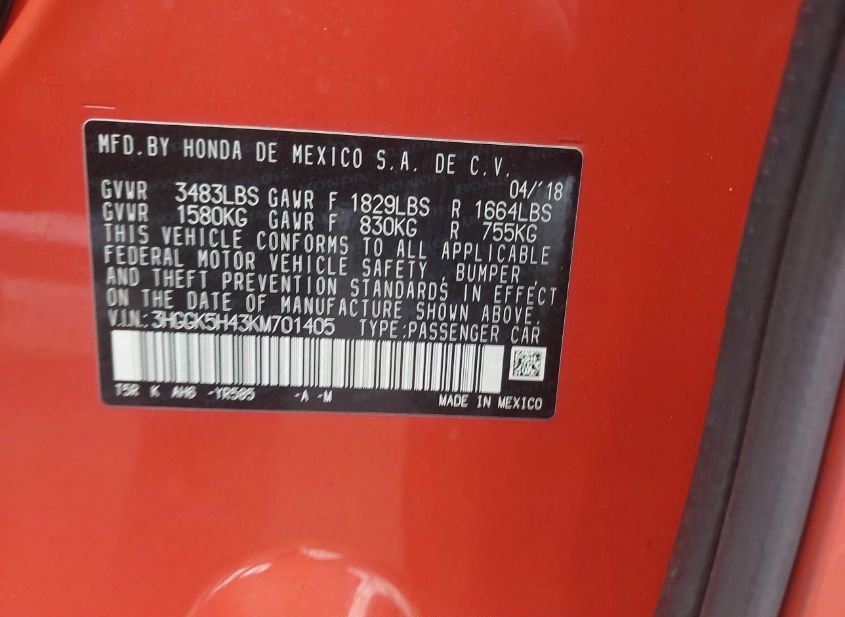 MFD.BY HONDA DE MEXICO S.A. DE C.V.
04/'18
GVWR 3483LBS GAWR F 1829LBS R 1664LBS
GVWR 1580KG GAWR F 830KG R 755KG
THIS VEHICLE CONFORMS TO ALL APPLICABLE
FEDERAL MOTOR VEHICLE SAFETY, BUMPER,
AND THEFT PREVENTION STANDARDS IN EFFECT
ON THE DATE OF MANUFACTURE SHOWN ABOVE.
V.I.N.: 3HGGK5H43KM701405 TYPE:PASSENGER CAR
T5R K AH6 -YR585 -A -M MADE IN MEXICO